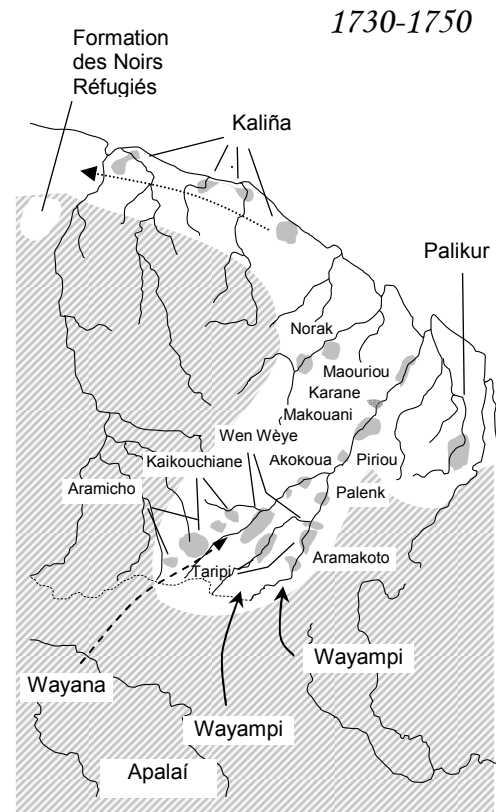 1730-1750
Formation
des Noirs
Réfugiés
Kaliña
Palikur
Norak
Maouriou
Karane
Makouani
Wen Wèye
Akokoua
Piriou
Kaikouchiane
Palenk
Aramicho
Aramakoto
Taripi
Wayampi
Wayana
Wayampi
Apalaí